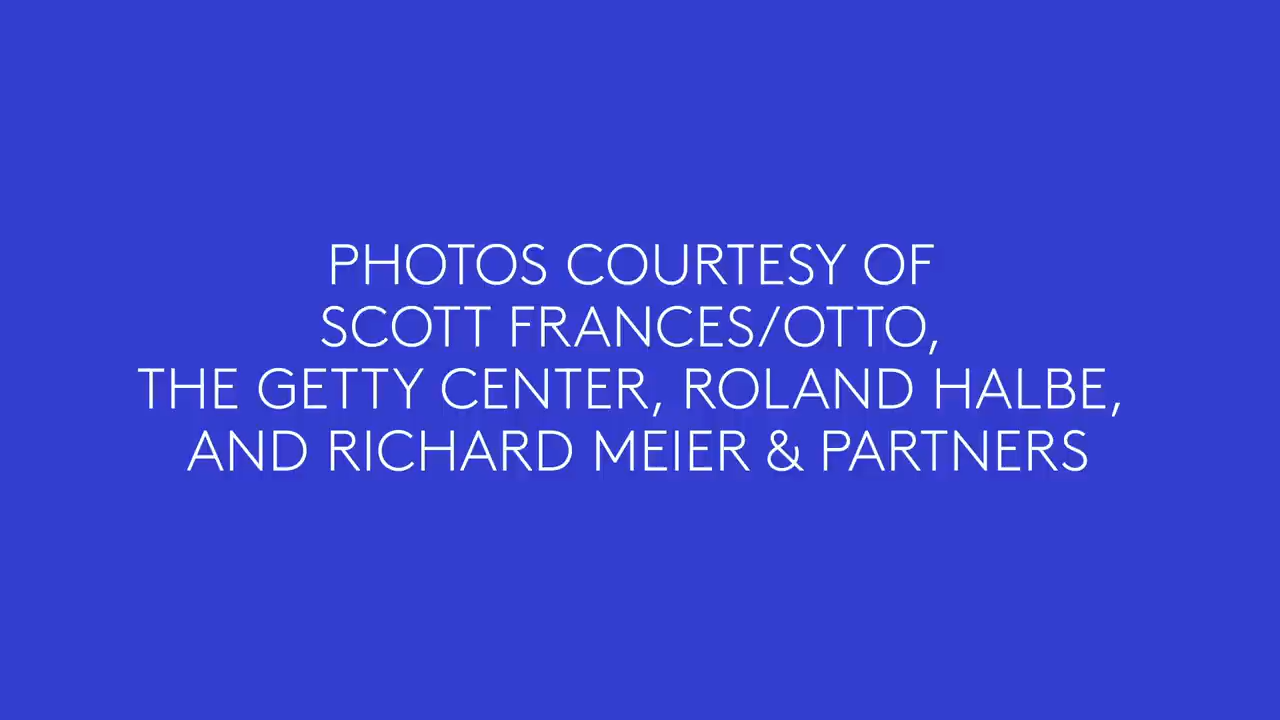 PHOTOS COURTESY OF
SCOTT FRANCES/OTTO,
THE GETTY CENTER, ROLAND HALBE,
AND RICHARD MEIER & PARTNERS